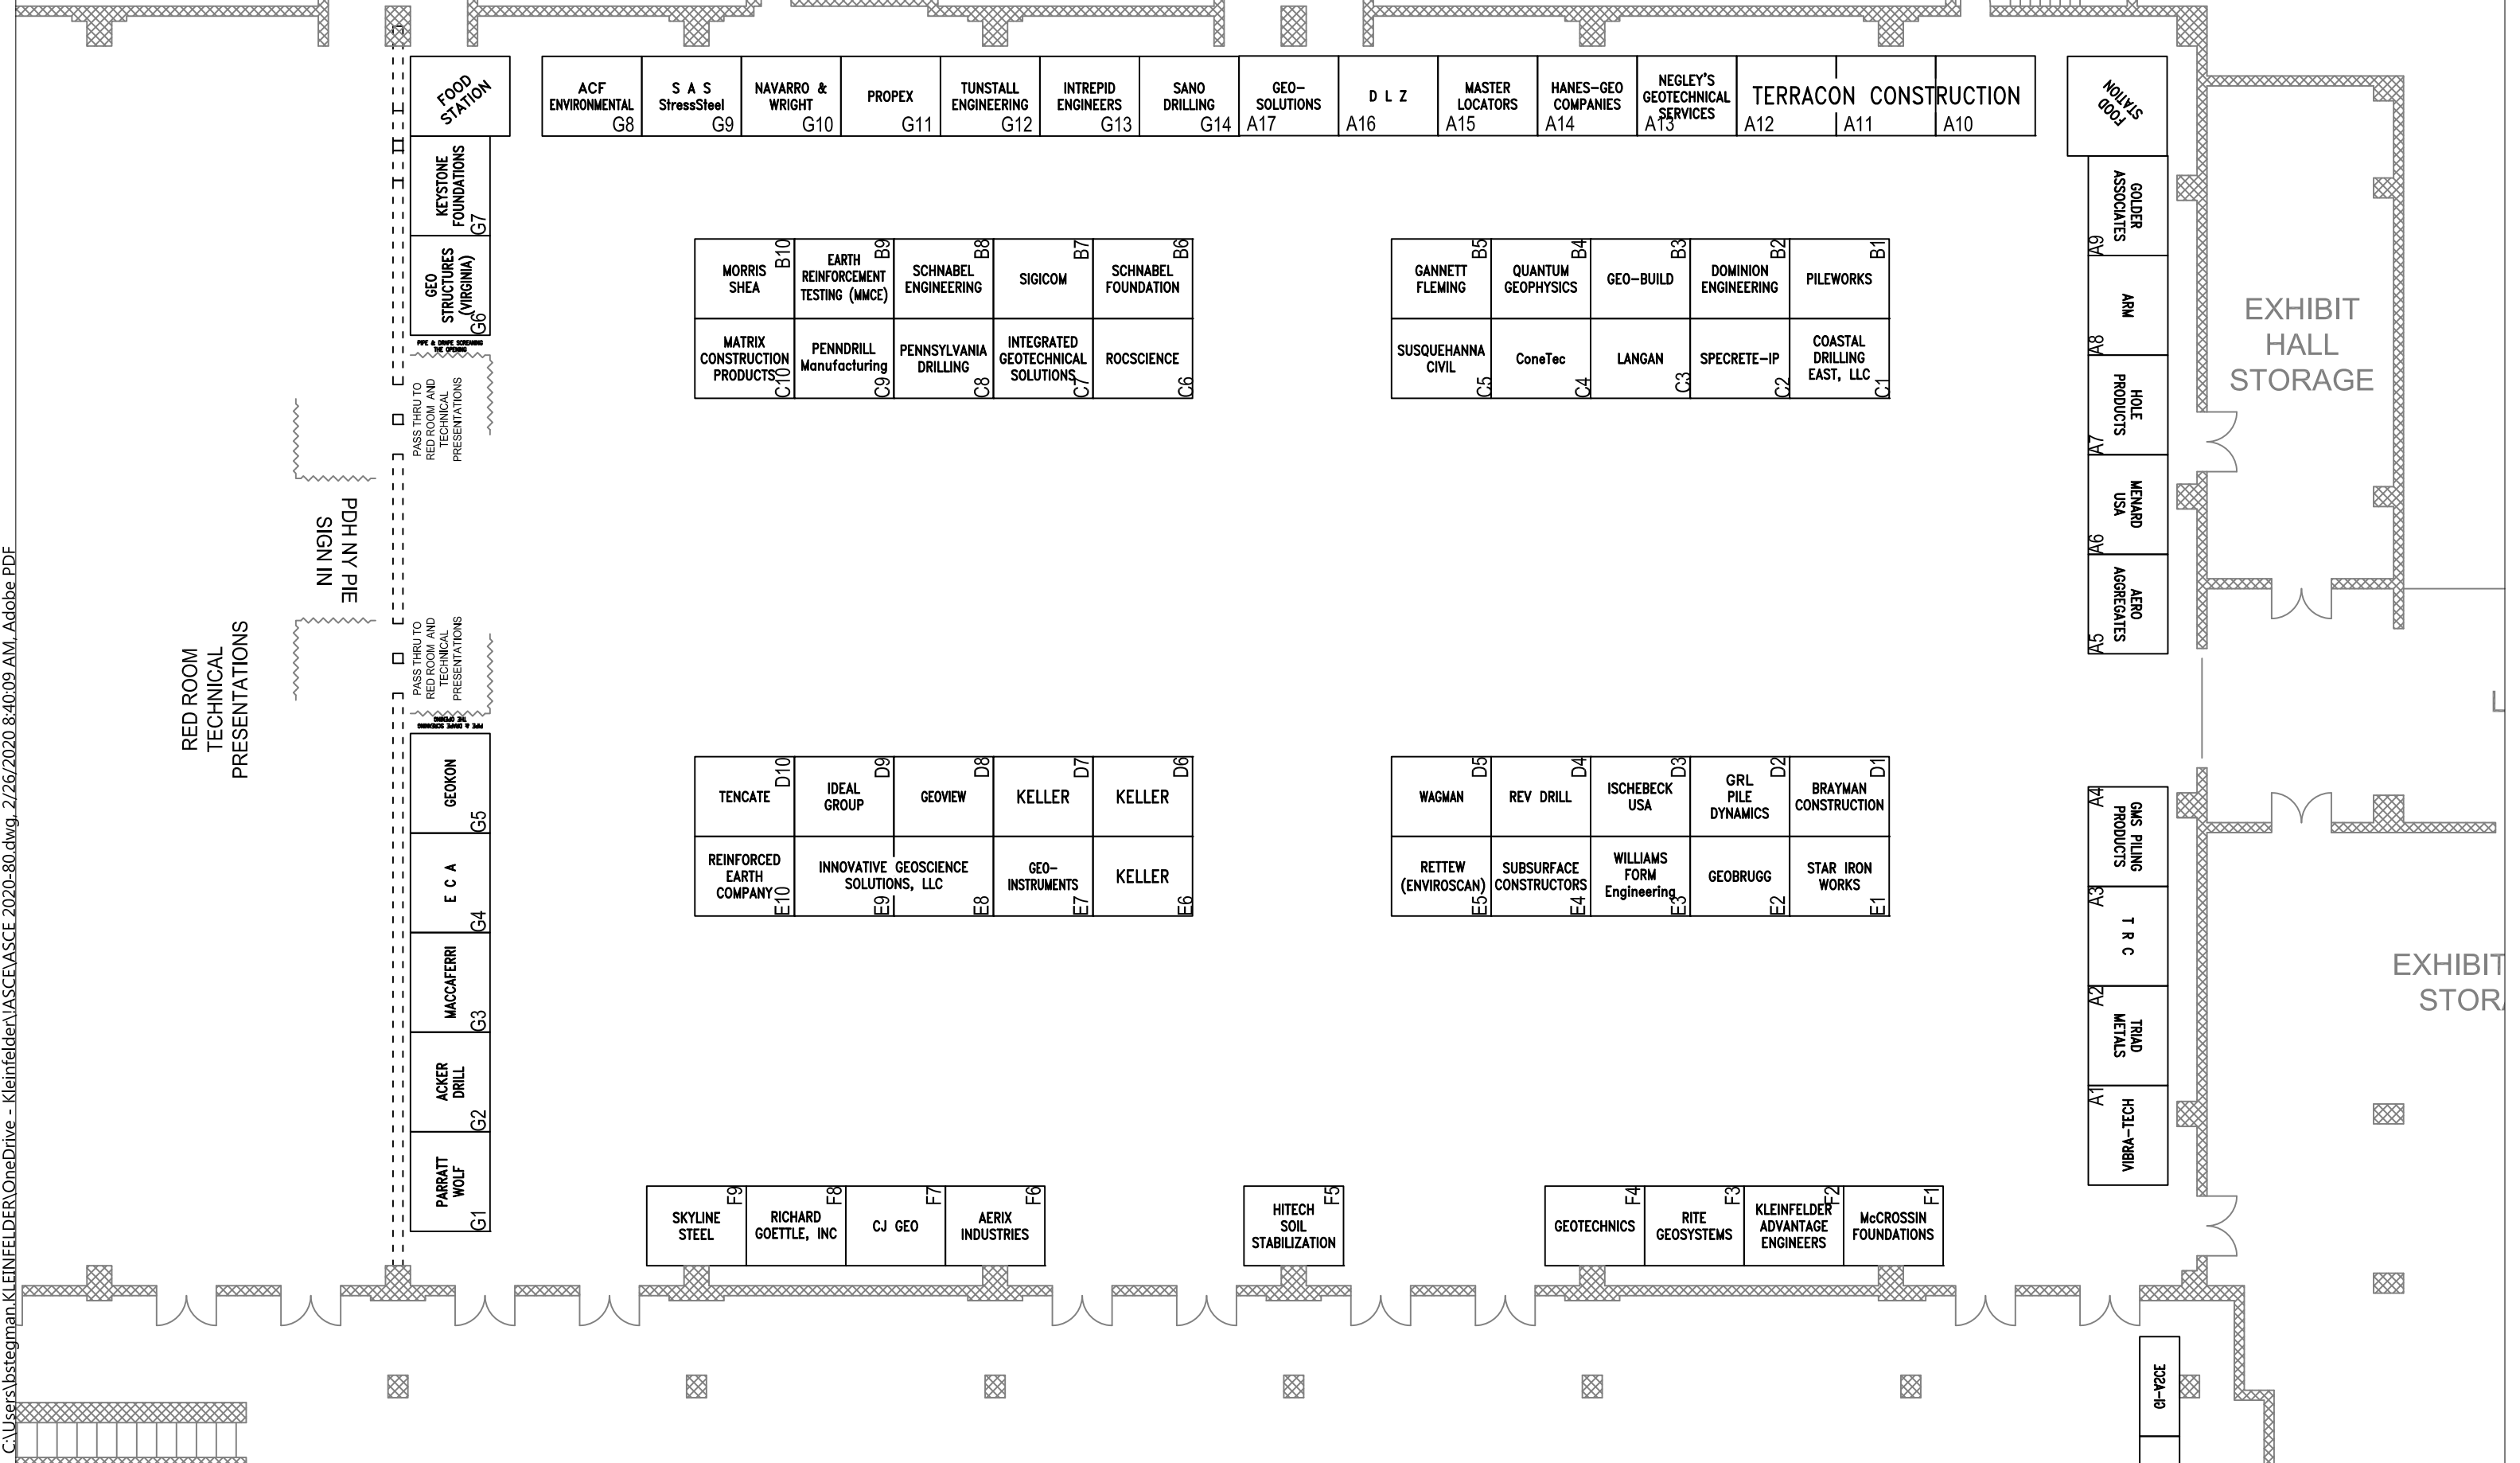 C:\Users\bstegman.KLEINFELDER\OneDrive - Kleinfelder\!ASCE\ASCE 2020-80.dwg, 2/26/2020 8:40:09 AM, Adobe PDF
FOOD
STATION
ACF
ENVIRONMENTAL
G8
S A S
StressSteel
G9
NAVARRO &
WRIGHT
G10
PROPEX
G11
TUNSTALL
ENGINEERING
G12
INTREPID
ENGINEERS
G13
SANO
DRILLING
G14
GEO-
SOLUTIONS
A17
D L Z
A16
MASTER
LOCATORS
A15
HANES-GEO
COMPANIES
A14
NEGLEY'S
GEOTECHNICAL
SERVICES
A13
TERRACON CONSTRUCTION
A12
A11
A10
FOOD
STATION
KEYSTONE
FOUNDATIONS
G7
GEO
STRUCTURES
(VIRGINIA)
G6
PIPE & DRAPE SCREANING
THE OPENING
PASS THRU TO
RED ROOM AND
TECHNICAL
PRESENTATIONS
PDH NY PIE
SIGN IN
RED ROOM
TECHNICAL
PRESENTATIONS
PASS THRU TO
RED ROOM AND
TECHNICAL
PRESENTATIONS
PIPE & DRAPE SCREANING
THE OPENING
GEOKON
G5
E C A
G4
MACCAFERRI
G3
ACKER
DRILL
G2
PARRATT
WOLF
G1
MORRIS
SHEA
B10
EARTH
REINFORCEMENT
TESTING (MMCE)
B9
SCHNABEL
ENGINEERING
B8
SIGICOM
B7
SCHNABEL
FOUNDATION
B6
MATRIX
CONSTRUCTION
PRODUCTS
C10
PENNDRILL
Manufacturing
C9
PENNSYLVANIA
DRILLING
C8
INTEGRATED
GEOTECHNICAL
SOLUTIONS
C7
ROCSCIENCE
C6
GANNETT
FLEMING
B5
QUANTUM
GEOPHYSICS
B4
GEO-BUILD
B3
DOMINION
ENGINEERING
B2
PILEWORKS
B1
SUSQUEHANNA
CIVIL
C5
ConeTec
C4
LANGAN
C3
SPECRETE-IP
C2
COASTAL
DRILLING
EAST, LLC
C1
GOLDER
ASSOCIATES
A9
ARM
A8
HOLE
PRODUCTS
A7
MENARD
USA
A6
AERO
AGGREGATES
A5
EXHIBIT
HALL
STORAGE
TENCATE
D10
IDEAL
GROUP
D9
GEOVIEW
D8
KELLER
D7
KELLER
D6
REINFORCED
EARTH
COMPANY
E10
INNOVATIVE GEOSCIENCE
SOLUTIONS, LLC
E9
E8
GEO-
INSTRUMENTS
E7
KELLER
E6
WAGMAN
D5
REV DRILL
D4
ISCHEBECK
USA
D3
GRL
PILE
DYNAMICS
D2
BRAYMAN
CONSTRUCTION
D1
RETTEW
(ENVIROSCAN)
E5
SUBSURFACE
CONSTRUCTORS
E4
WILLIAMS
FORM
Engineering
E3
GEOBRUGG
E2
STAR IRON
WORKS
E1
A4
GMS PILING
PRODUCTS
A3
T R C
A2
TRIAD
METALS
A1
VIBRA-TECH
L
EXHIBIT
STORA
SKYLINE
STEEL
F9
RICHARD
GOETTLE, INC
F8
CJ GEO
F7
AERIX
INDUSTRIES
F6
HITECH
SOIL
STABILIZATION
F5
GEOTECHNICS
F4
RITE
GEOSYSTEMS
F3
KLEINFELDER
ADVANTAGE
ENGINEERS
F2
McCROSSIN
FOUNDATIONS
F1
GI-ASCE